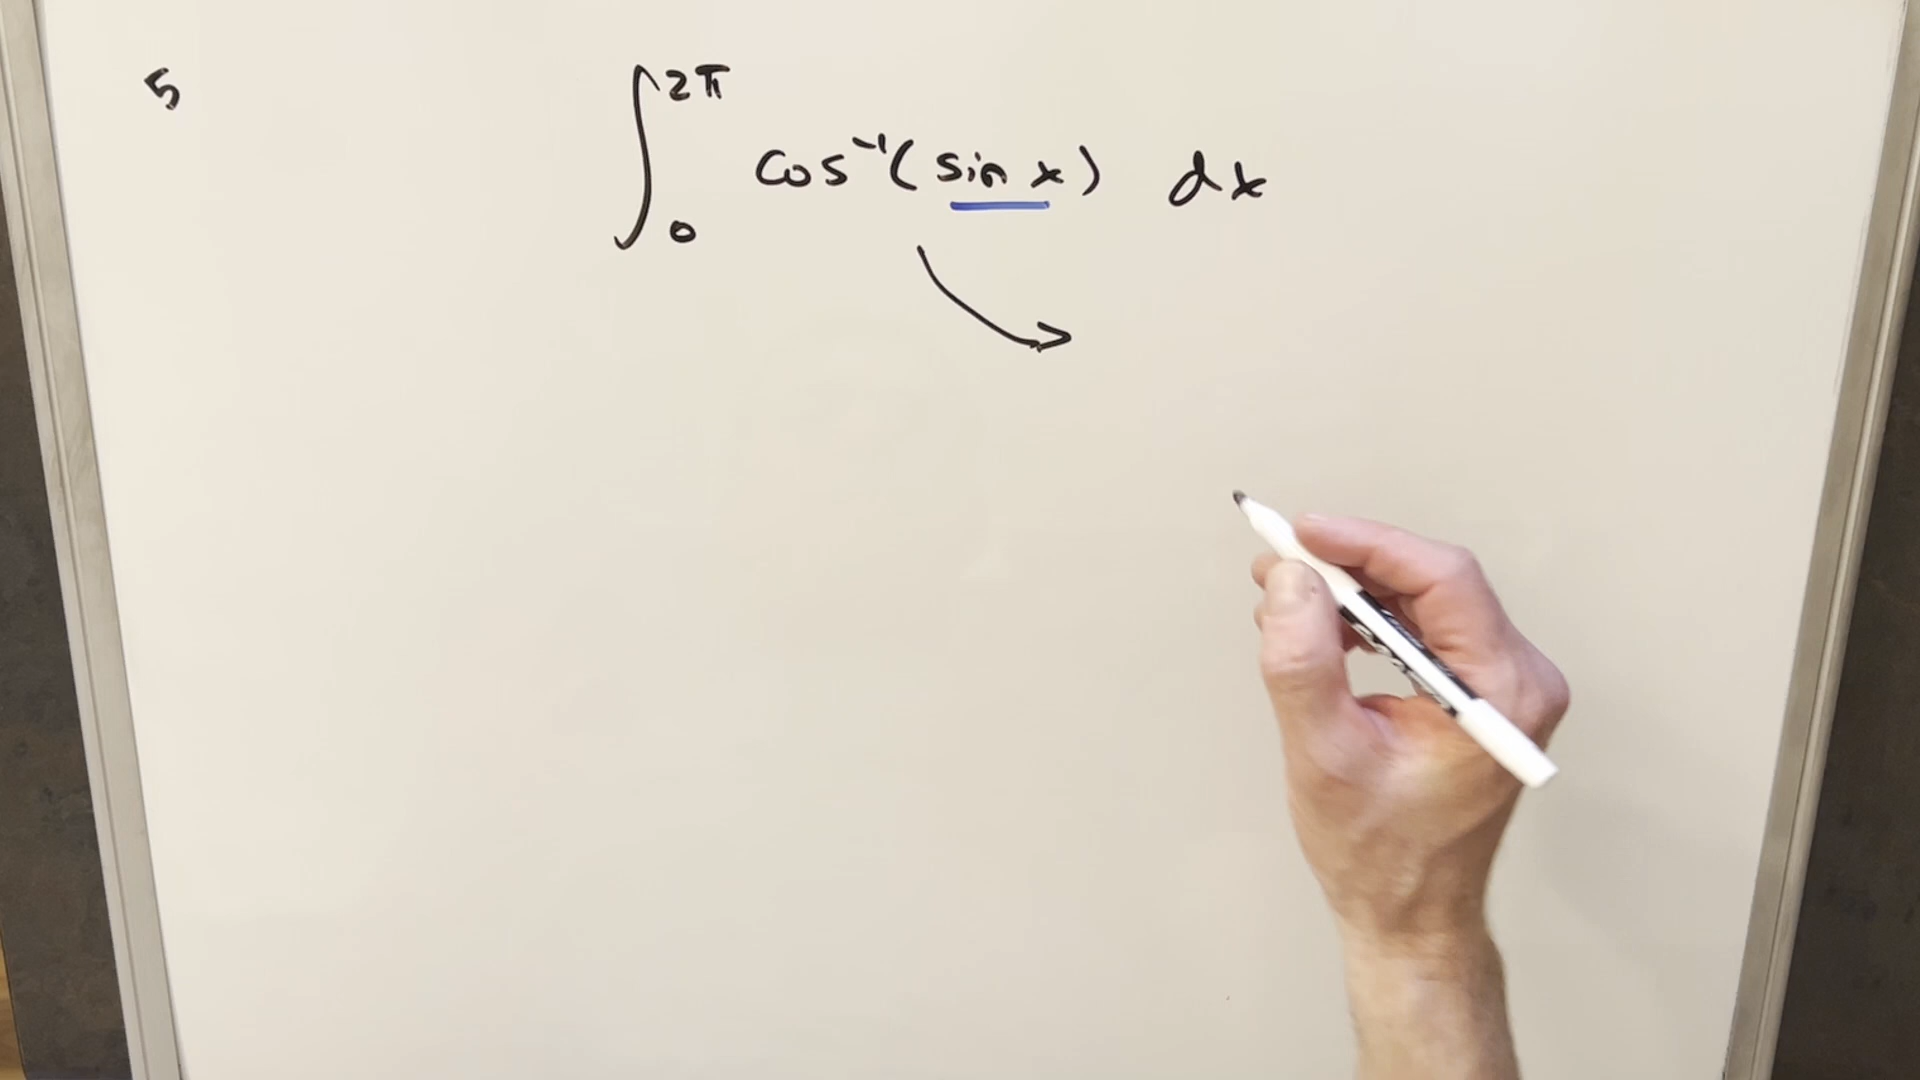 5
∫₀^2π cos⁻¹(sin x) dx